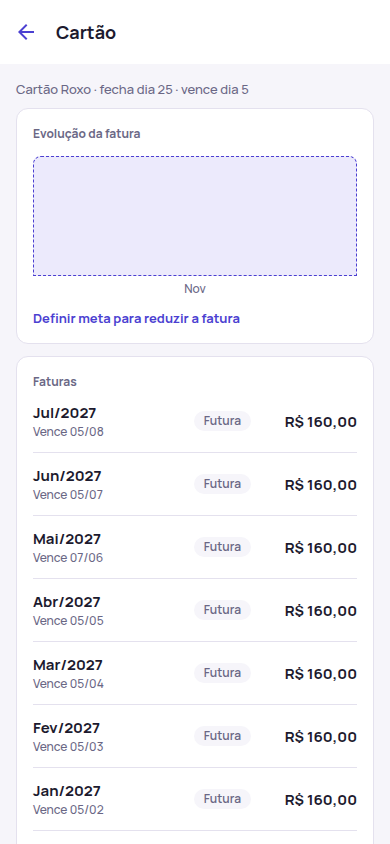 Cartão
Cartão Roxo · fecha dia 25 · vence dia 5
Evolução da fatura
Nov
Definir meta para reduzir a fatura
Faturas
Jul/2027 Futura R$ 160,00
Vence 05/08
Jun/2027 Futura R$ 160,00
Vence 05/07
Mai/2027 Futura R$ 160,00
Vence 07/06
Abr/2027 Futura R$ 160,00
Vence 05/05
Mar/2027 Futura R$ 160,00
Vence 05/04
Fev/2027 Futura R$ 160,00
Vence 05/03
Jan/2027 Futura R$ 160,00
Vence 05/02